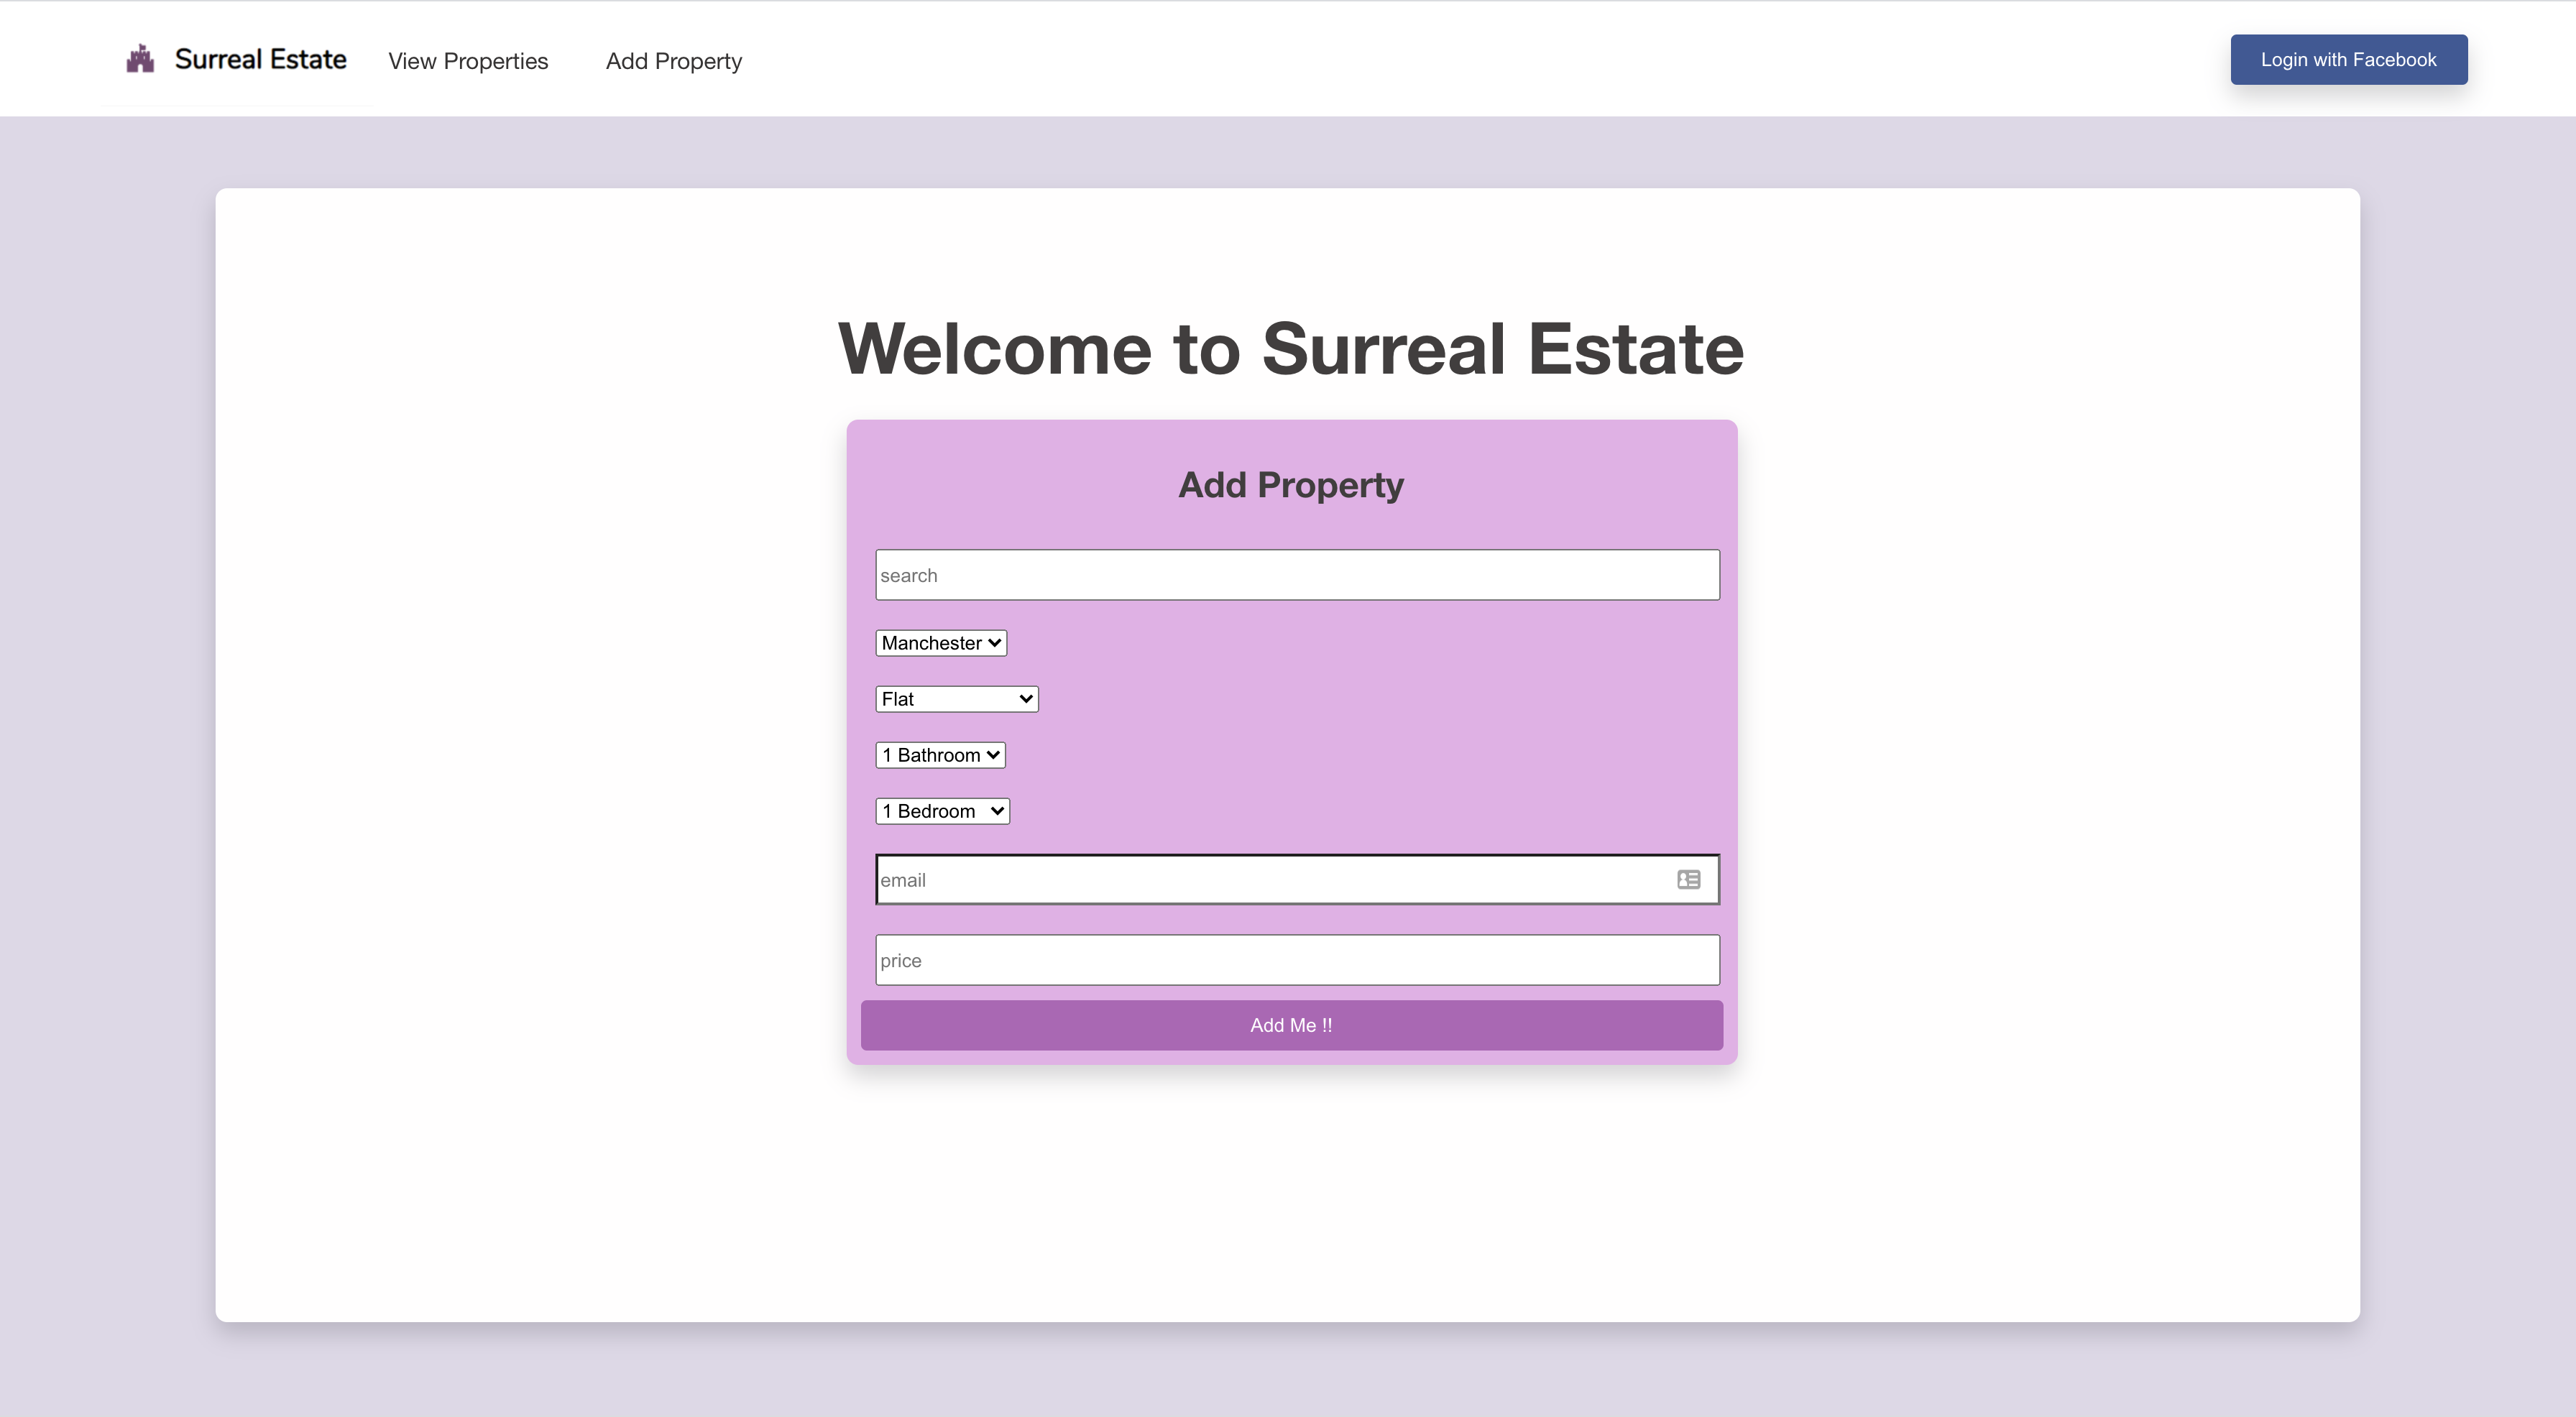 Surreal Estate
View Properties
Add Property
Login with Facebook
Welcome to Surreal Estate
Add Property
search
Manchester
Flat
1 Bathroom
1 Bedroom
email
price
Add Me !!